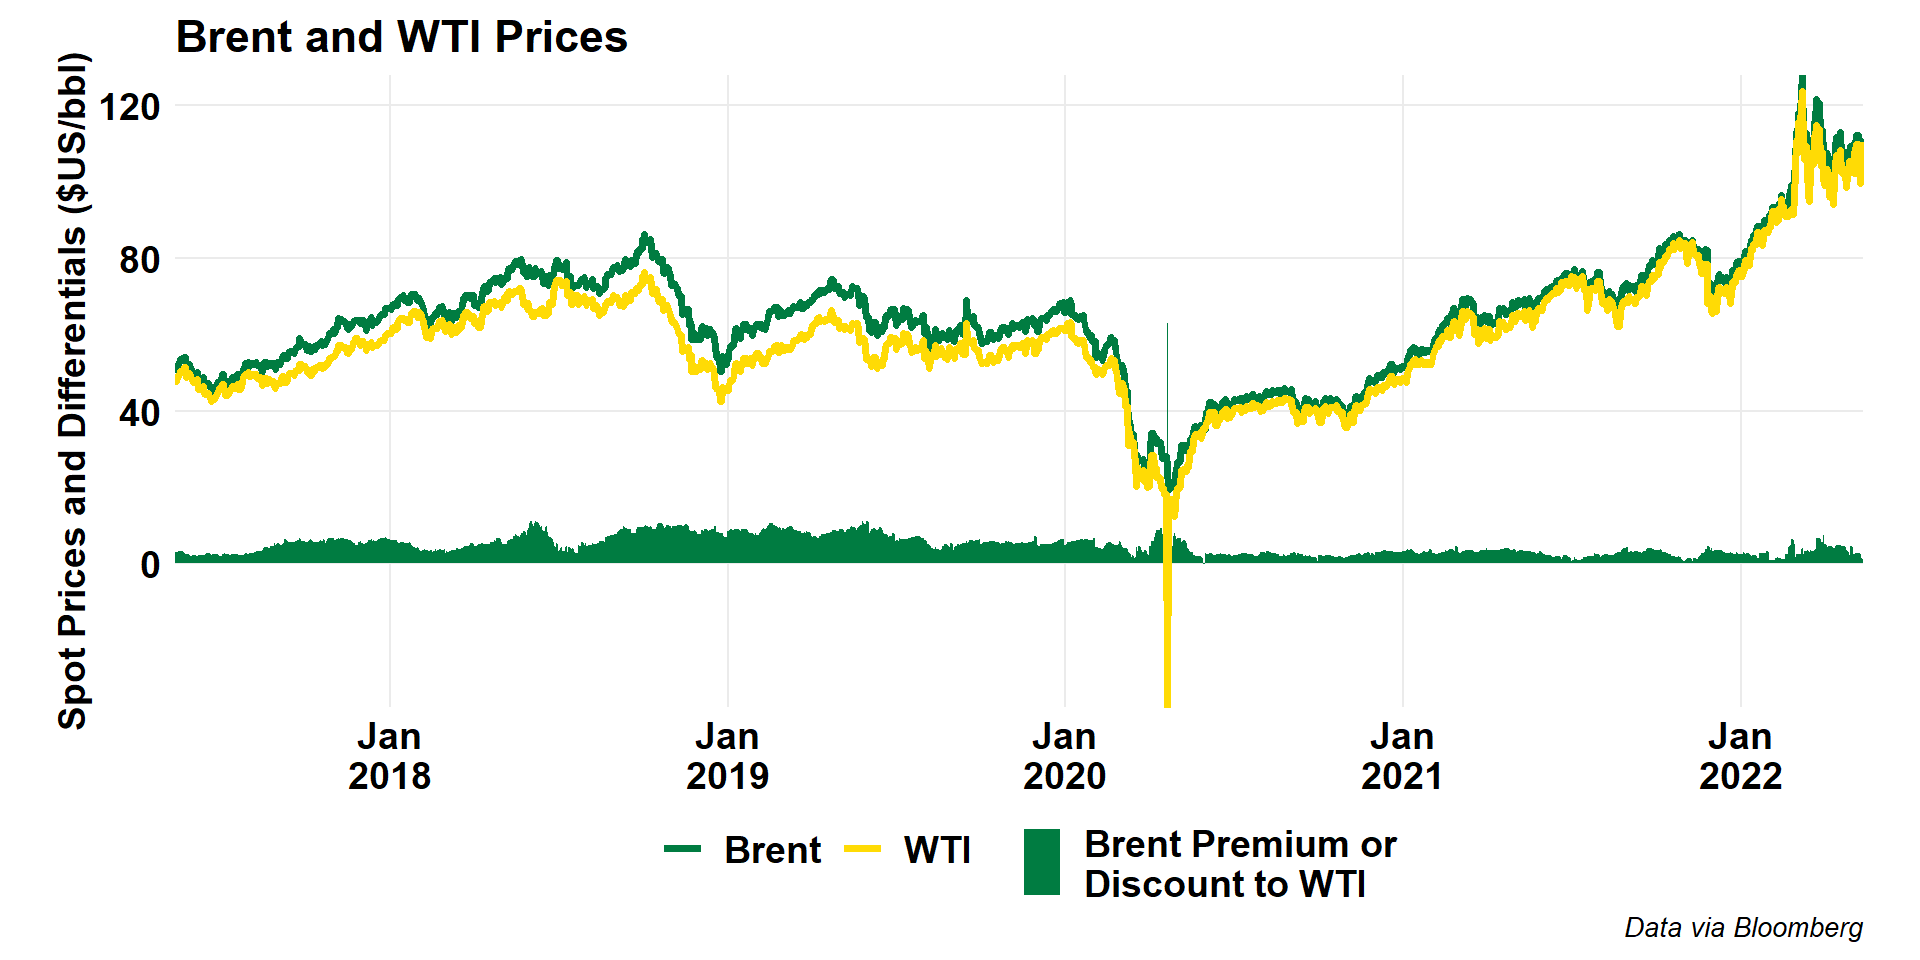 Brent and WTI Prices
Spot Prices and Differentials ($US/bbl)
120
80
40
0
Jan
2018
Jan
2019
Jan
2020
Jan
2021
Jan
2022
Brent
WTI
Brent Premium or
Discount to WTI
Data via Bloomberg